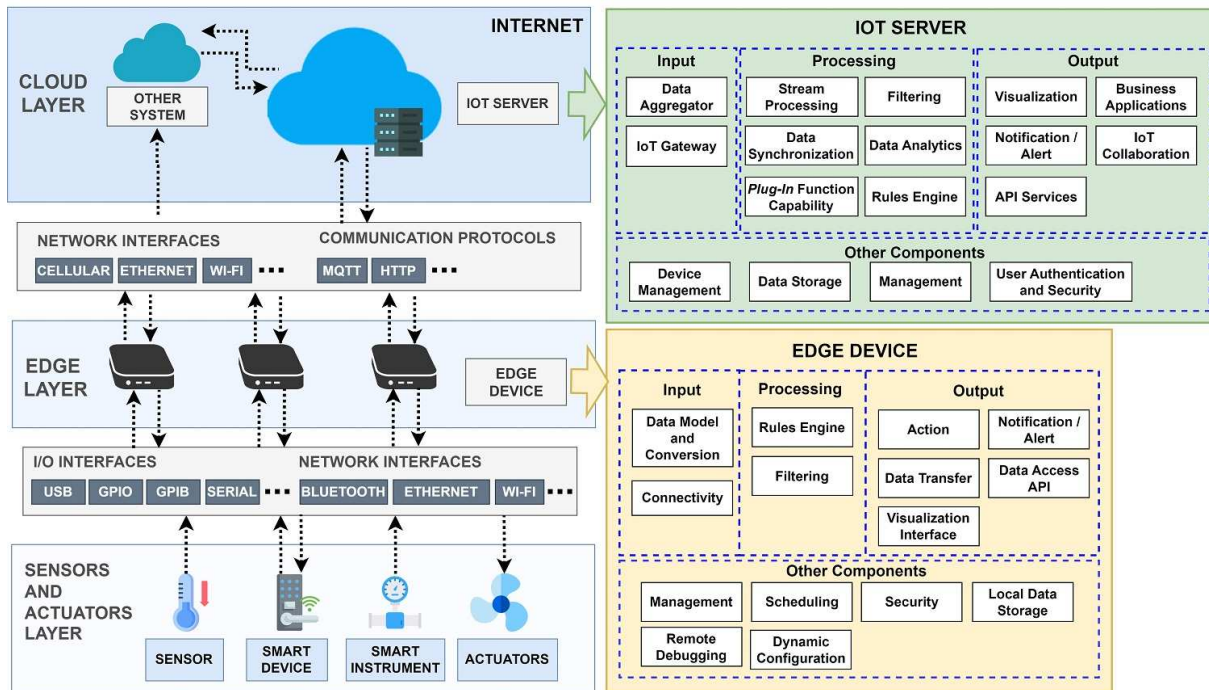 INTERNET
CLOUD
LAYER
OTHER
SYSTEM
IOT SERVER
NETWORK INTERFACES
COMMUNICATION PROTOCOLS
CELLULAR
ETHERNET
WI-FI
MQTT
HTTP
EDGE
LAYER
EDGE
DEVICE
I/O INTERFACES
NETWORK INTERFACES
USB
GPIO
GPIB
SERIAL
BLUETOOTH
ETHERNET
WI-FI
SENSORS
AND
ACTUATORS
LAYER
SENSOR
SMART
DEVICE
SMART
INSTRUMENT
ACTUATORS
IOT SERVER
Input
Data
Aggregator
IoT Gateway
Processing
Stream
Processing
Filtering
Data
Synchronization
Data Analytics
Plug-In Function
Capability
Rules Engine
Output
Visualization
Business
Applications
Notification /
Alert
IoT
Collaboration
API Services
Other Components
Device
Management
Data Storage
Management
User Authentication
and Security
EDGE DEVICE
Input
Data Model
and
Conversion
Connectivity
Processing
Rules Engine
Filtering
Output
Action
Notification /
Alert
Data Transfer
Data Access
API
Visualization
Interface
Other Components
Management
Scheduling
Security
Local Data
Storage
Remote
Debugging
Dynamic
Configuration